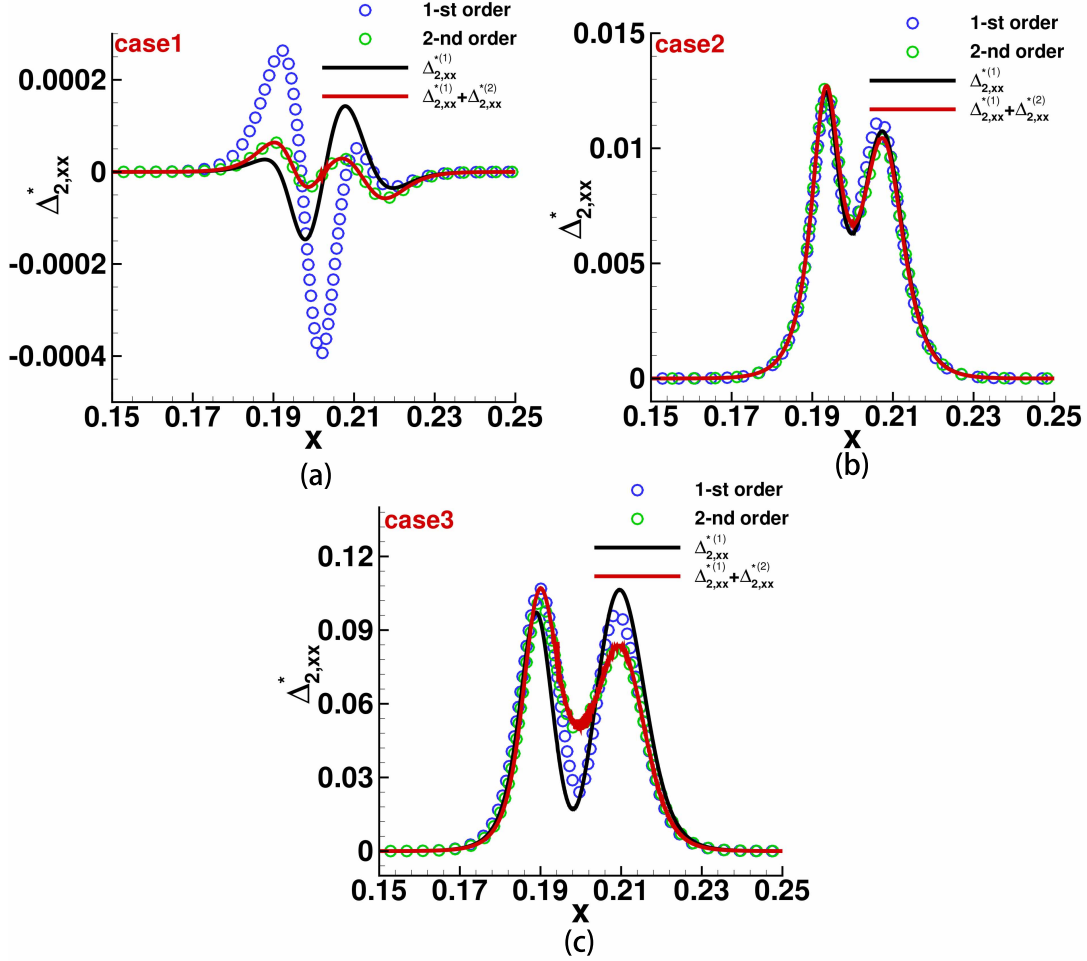 case1
1-st order
2-nd order
Δ*(1)2,xx
Δ*(1)2,xx+Δ*(2)2,xx
0.0002
0
-0.0002
-0.0004
Δ*2,xx
0.15 0.17 0.19 0.21 0.23 0.25
x
(a)
case2
1-st order
2-nd order
Δ*(1)2,xx
Δ*(1)2,xx+Δ*(2)2,xx
0.015
0.01
0.005
0
Δ*2,xx
0.15 0.17 0.19 0.21 0.23 0.25
x
(b)
case3
1-st order
2-nd order
Δ*(1)2,xx
Δ*(1)2,xx+Δ*(2)2,xx
0.12
0.09
0.06
0.03
0
Δ*2,xx
0.15 0.17 0.19 0.21 0.23 0.25
x
(c)